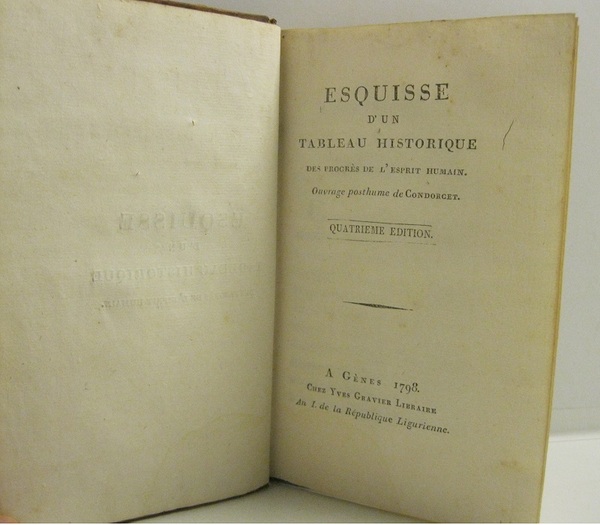 ESQUISSE
D'UN
TABLEAU HISTORIQUE
DES PROGRÈS DE L'ESPRIT HUMAIN.
Ouvrage posthume de CONDORCET.
QUATRIEME EDITION.
A GÊNES 1798.
CHEZ YVES GRAVIER LIBRAIRE
An I. de la République Ligurienne.